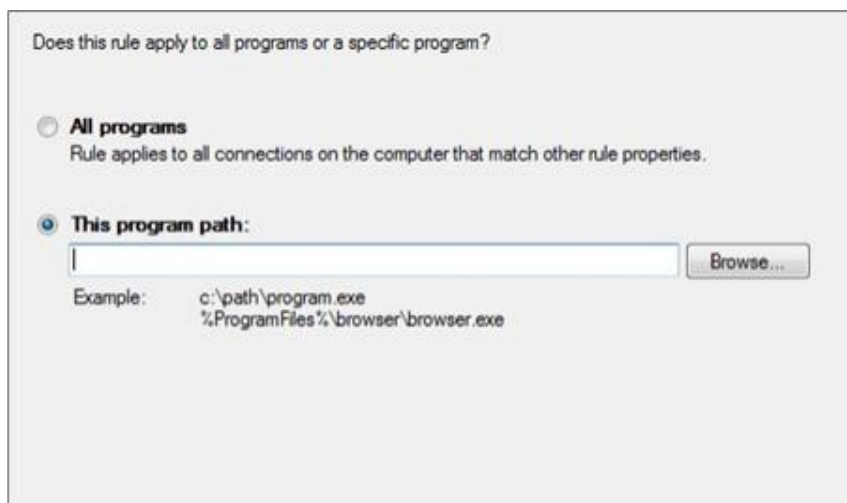 Does this rule apply to all programs or a specific program?
All programs
Rule applies to all connections on the computer that match other rule properties.
This program path:
Browse...
Example: c:\path\program.exe
%ProgramFiles%\browser\browser.exe